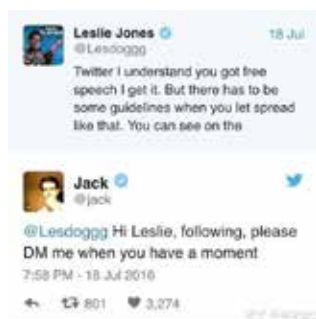 Leslie Jones
18 Jul
@Lesdoggg
Twitter I understand you got free
speech I get it. But there has to be
some guidelines when you let spread
like that. You can see on the
Jack
@jack
@Lesdoggg Hi Leslie, following, please
DM me when you have a moment
7:58 PM - 18 Jul 2016
801 3,274